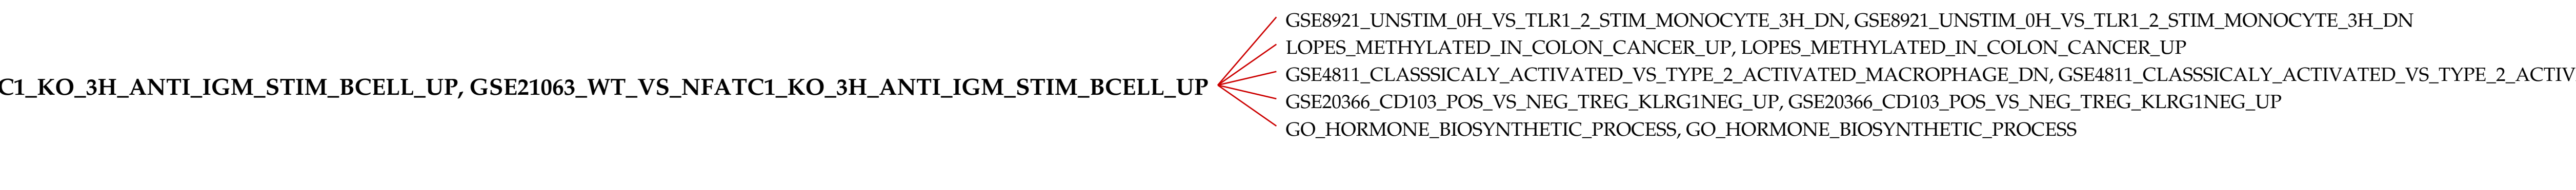 GSE8921_UNSTIM_0H_VS_TLR1_2_STIM_MONOCYTE_3H_DN, GSE8921_UNSTIM_0H_VS_TLR1_2_STIM_MONOCYTE_3H_DN
LOPES_METHYLATED_IN_COLON_CANCER_UP, LOPES_METHYLATED_IN_COLON_CANCER_UP
GSE4811_CLASSSICALY_ACTIVATED_VS_TYPE_2_ACTIVATED_MACROPHAGE_DN, GSE4811_CLASSSICALY_ACTIVATED_VS_TYPE_2_ACTIV
C1_KO_3H_ANTI_IGM_STIM_BCELL_UP, GSE21063_WT_VS_NFATC1_KO_3H_ANTI_IGM_STIM_BCELL_UP
GSE20366_CD103_POS_VS_NEG_TREG_KLRG1NEG_UP, GSE20366_CD103_POS_VS_NEG_TREG_KLRG1NEG_UP
GO_HORMONE_BIOSYNTHETIC_PROCESS, GO_HORMONE_BIOSYNTHETIC_PROCESS